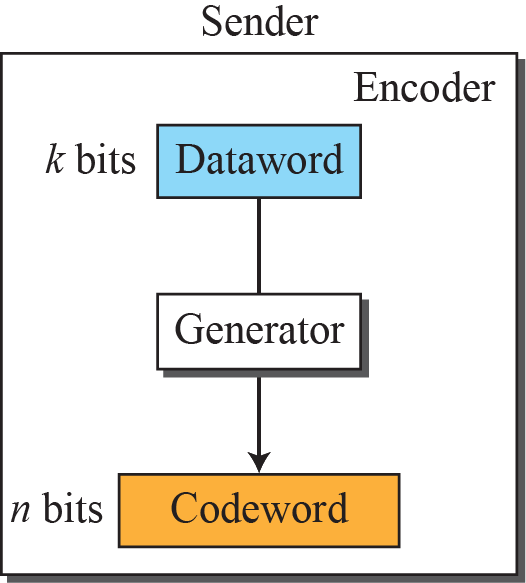 Sender
Encoder
k bits Dataword
Generator
n bits Codeword